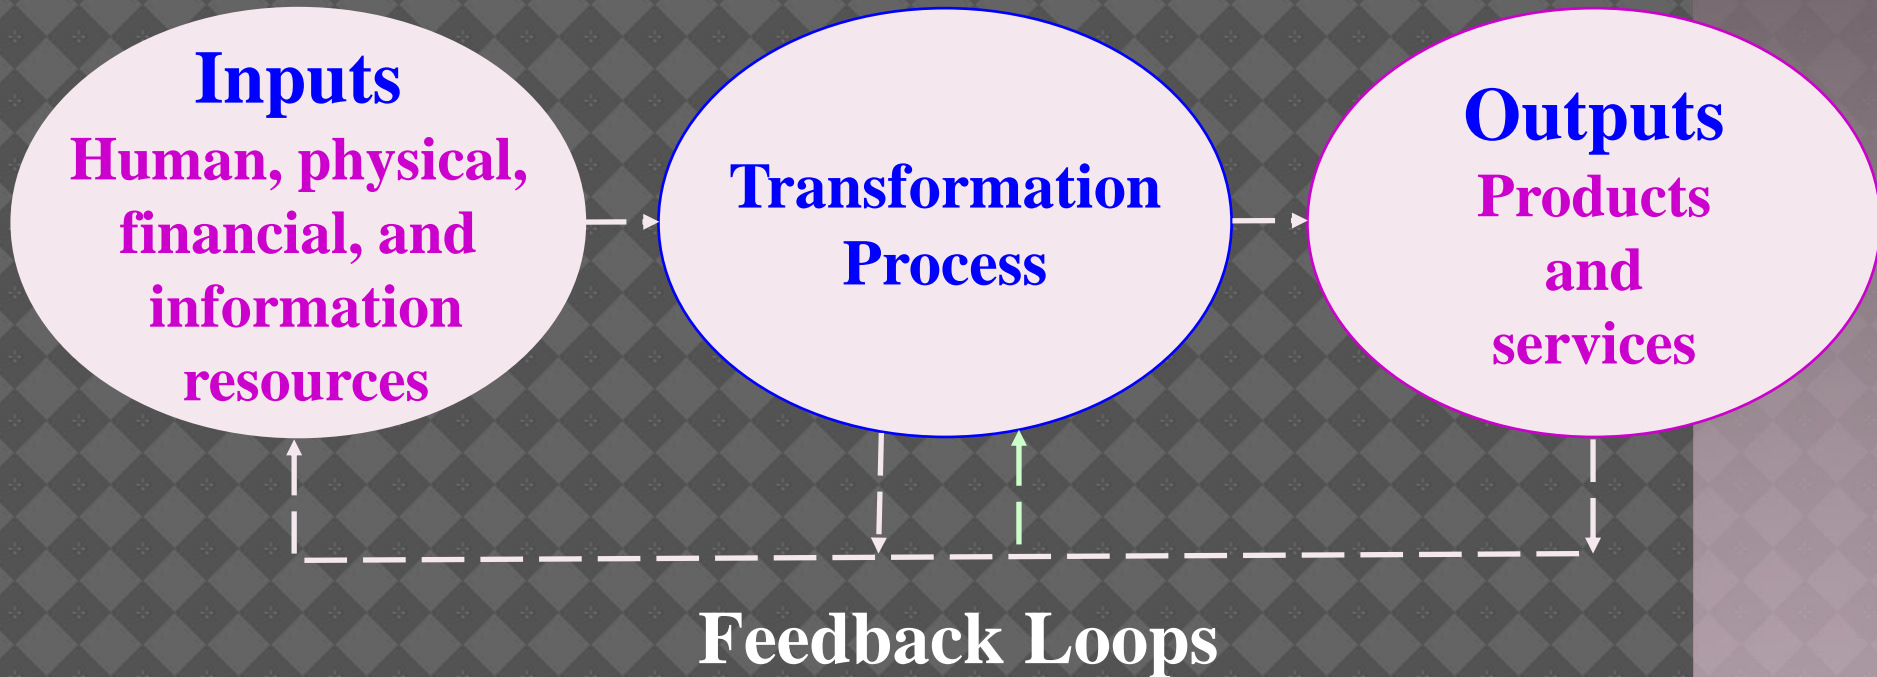 Inputs
Human, physical,
financial, and
information
resources
Transformation
Process
Outputs
Products
and
services
Feedback Loops